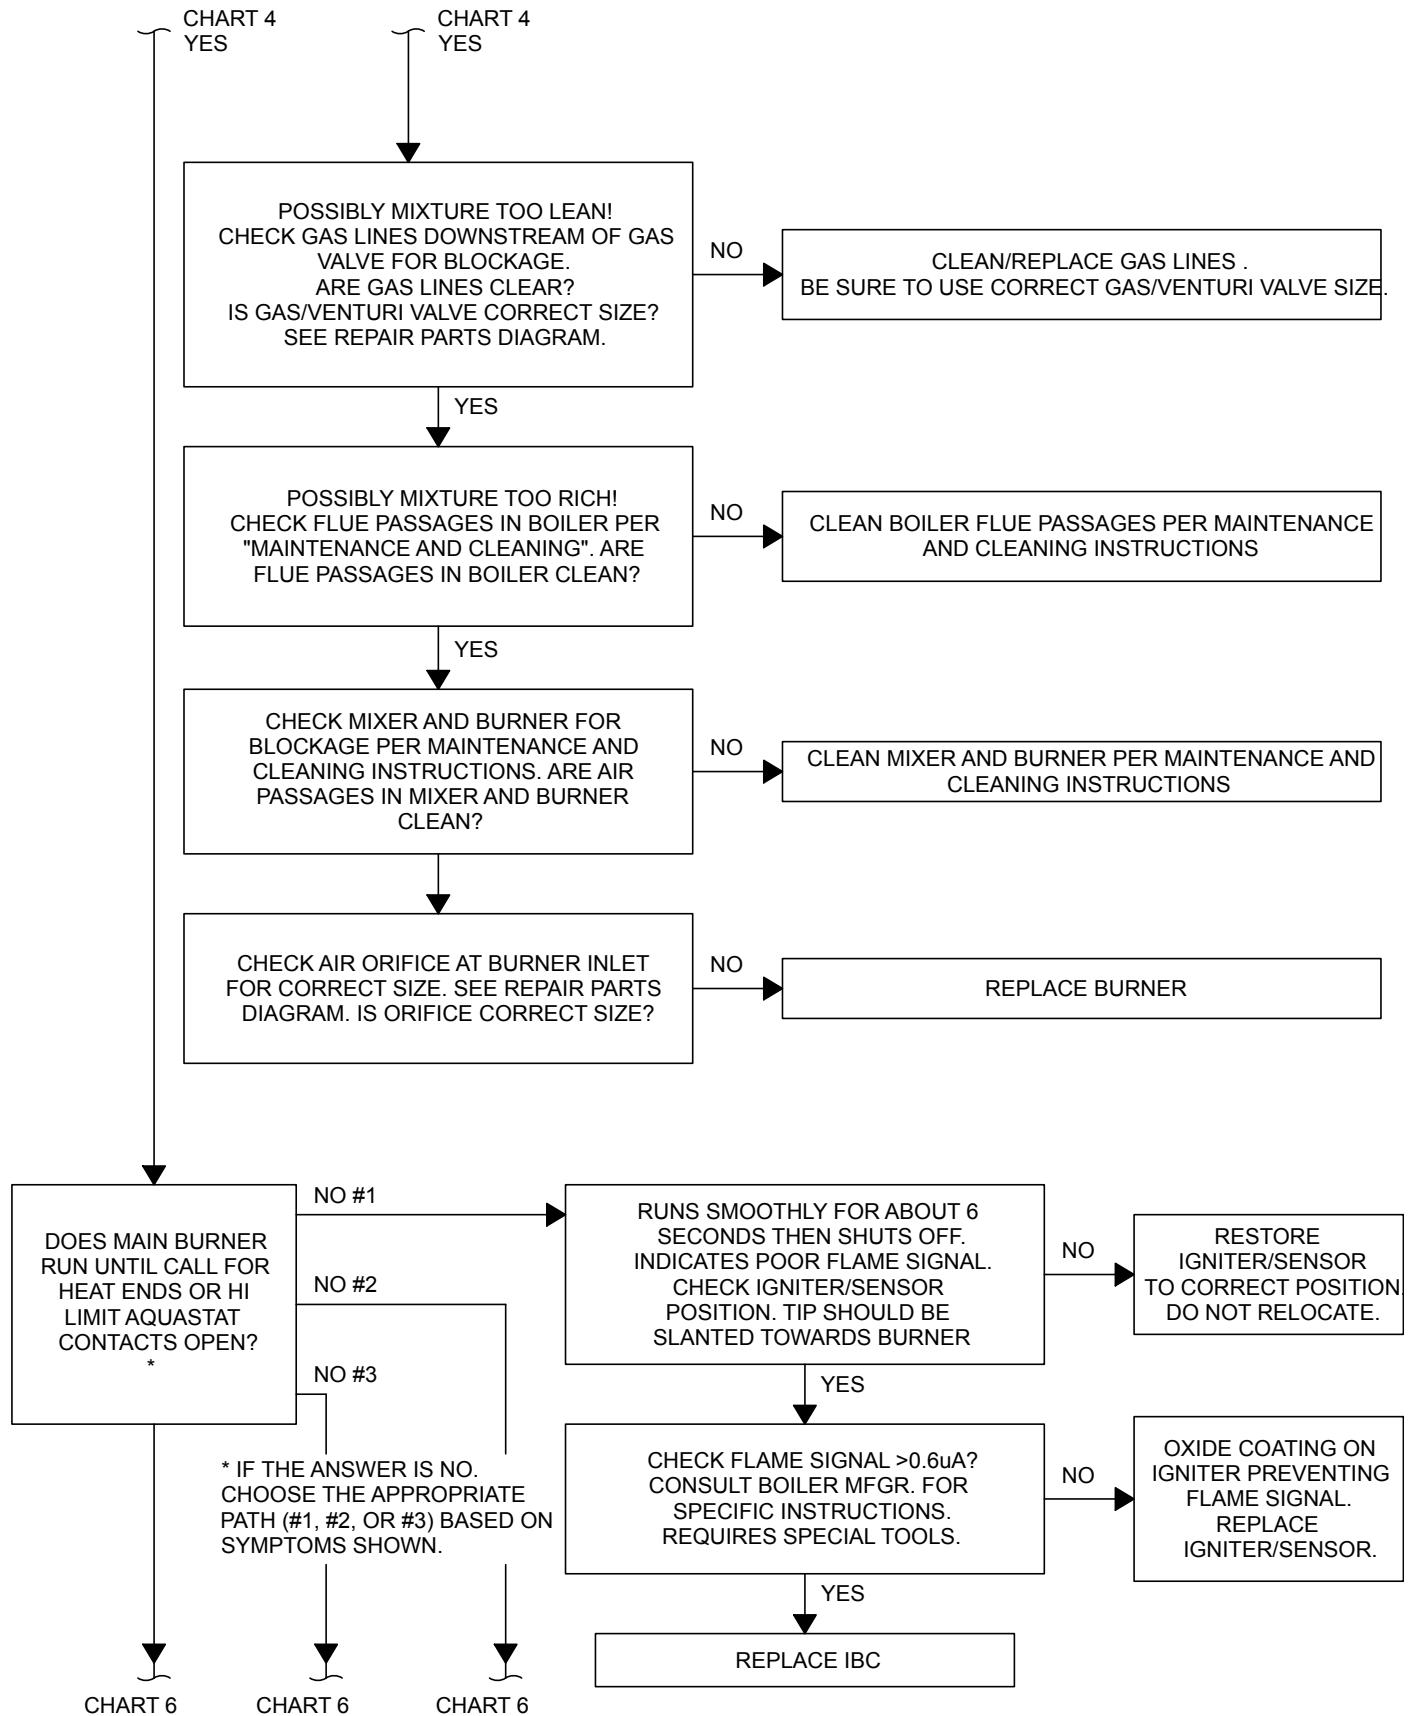 CHART 4
YES
CHART 4
YES
POSSIBLY MIXTURE TOO LEAN!
CHECK GAS LINES DOWNSTREAM OF GAS
VALVE FOR BLOCKAGE.
ARE GAS LINES CLEAR?
IS GAS/VENTURI VALVE CORRECT SIZE?
SEE REPAIR PARTS DIAGRAM.
NO
CLEAN/REPLACE GAS LINES .
BE SURE TO USE CORRECT GAS/VENTURI VALVE SIZE.
YES
POSSIBLY MIXTURE TOO RICH!
CHECK FLUE PASSAGES IN BOILER PER
"MAINTENANCE AND CLEANING". ARE
FLUE PASSAGES IN BOILER CLEAN?
NO
CLEAN BOILER FLUE PASSAGES PER MAINTENANCE
AND CLEANING INSTRUCTIONS
YES
CHECK MIXER AND BURNER FOR
BLOCKAGE PER MAINTENANCE AND
CLEANING INSTRUCTIONS. ARE AIR
PASSAGES IN MIXER AND BURNER
CLEAN?
NO
CLEAN MIXER AND BURNER PER MAINTENANCE AND
CLEANING INSTRUCTIONS
CHECK AIR ORIFICE AT BURNER INLET
FOR CORRECT SIZE. SEE REPAIR PARTS
DIAGRAM. IS ORIFICE CORRECT SIZE?
NO
REPLACE BURNER
DOES MAIN BURNER
RUN UNTIL CALL FOR
HEAT ENDS OR HI
LIMIT AQUASTAT
CONTACTS OPEN?
*
NO #1
NO #2
NO #3
RUNS SMOOTHLY FOR ABOUT 6
SECONDS THEN SHUTS OFF.
INDICATES POOR FLAME SIGNAL.
CHECK IGNITER/SENSOR
POSITION. TIP SHOULD BE
SLANTED TOWARDS BURNER
NO
RESTORE
IGNITER/SENSOR
TO CORRECT POSITION.
DO NOT RELOCATE.
YES
* IF THE ANSWER IS NO.
CHOOSE THE APPROPRIATE
PATH (#1, #2, OR #3) BASED ON
SYMPTOMS SHOWN.
CHECK FLAME SIGNAL >0.6uA?
CONSULT BOILER MFGR. FOR
SPECIFIC INSTRUCTIONS.
REQUIRES SPECIAL TOOLS.
NO
OXIDE COATING ON
IGNITER PREVENTING
FLAME SIGNAL.
REPLACE
IGNITER/SENSOR.
YES
REPLACE IBC
CHART 6
CHART 6
CHART 6